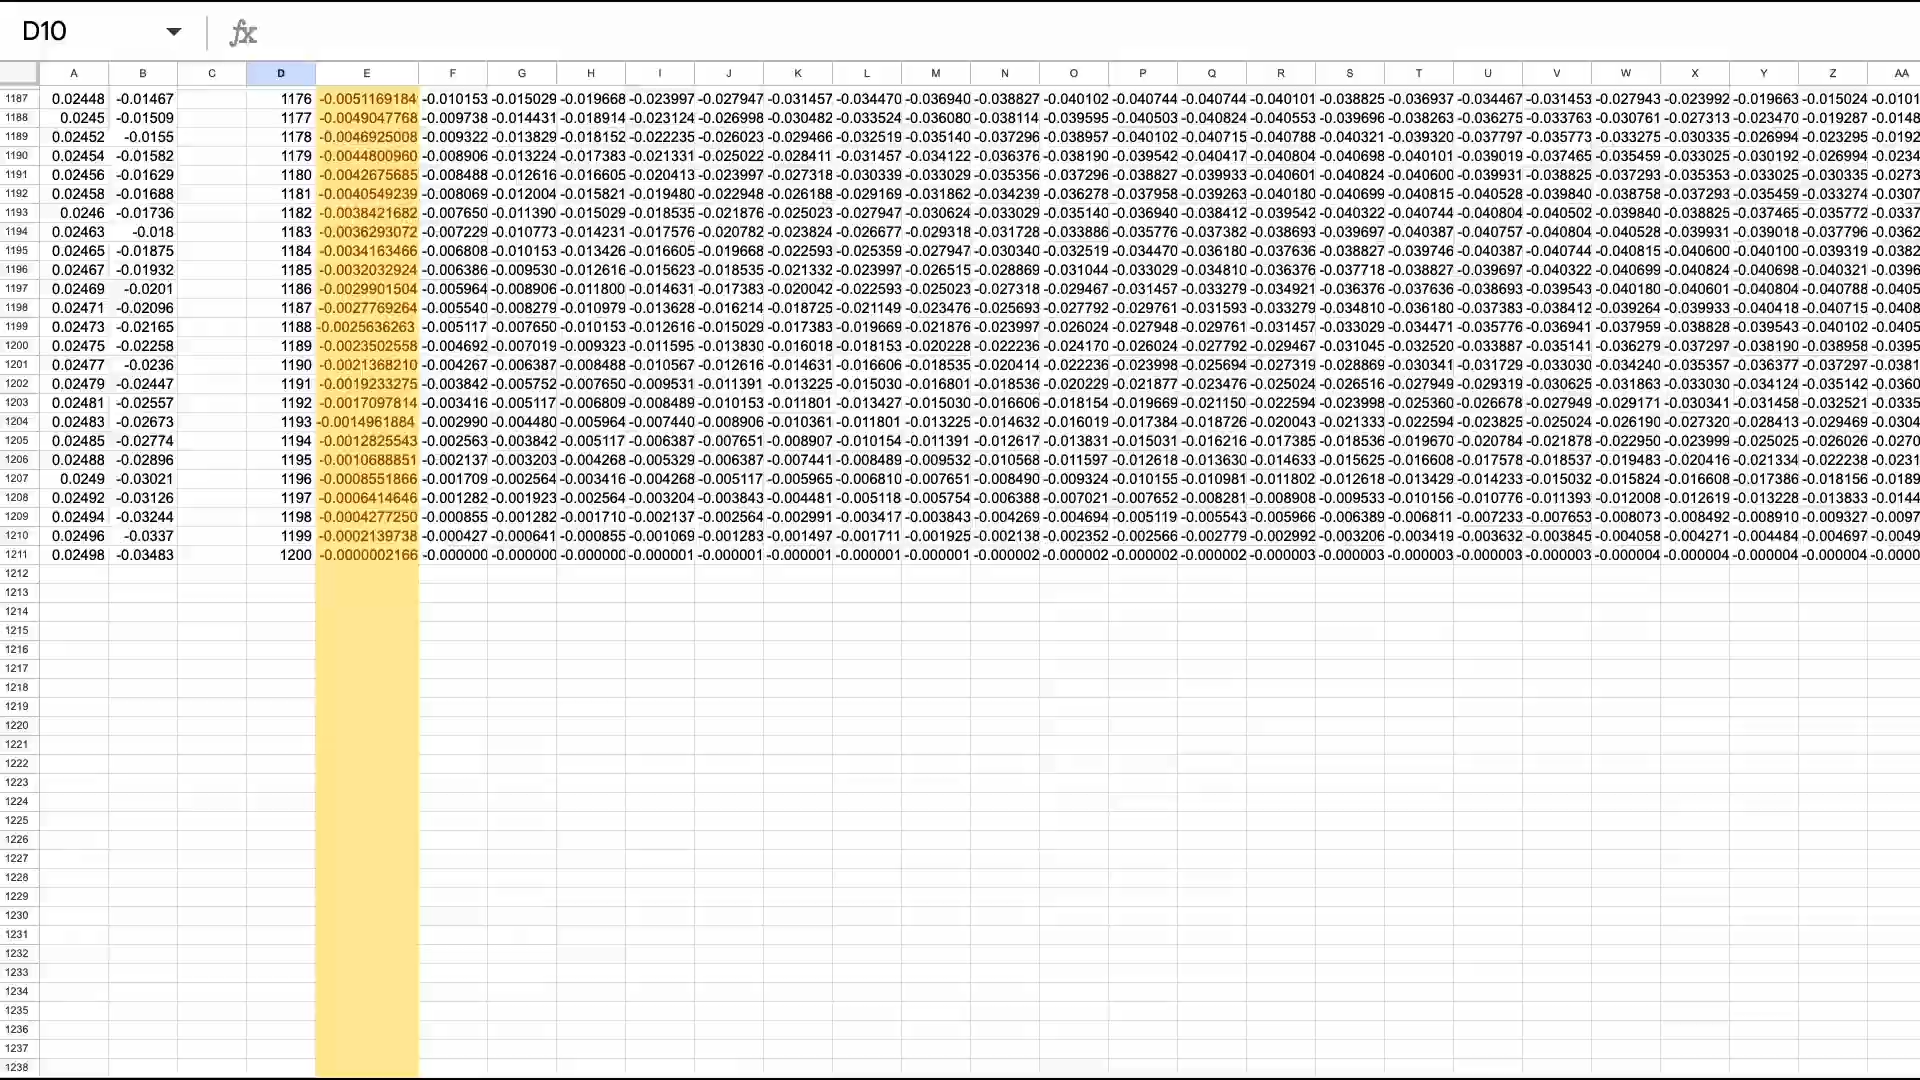 D10 fx
A B C D E F G H I J K L M N O P Q R S T U V W X Y Z AA
1187 0.02448 -0.01467 1176 -0.0051169184 -0.010153 -0.015029 -0.019668 -0.023997 -0.027947 -0.031457 -0.034470 -0.036940 -0.038827 -0.040102 -0.040744 -0.040744 -0.040101 -0.038825 -0.036937 -0.034467 -0.031453 -0.027943 -0.023992 -0.019663 -0.015024 -0.0101
1188 0.0245 -0.01509 1177 -0.0049047768 -0.009738 -0.014431 -0.018914 -0.023124 -0.026998 -0.030482 -0.033524 -0.036080 -0.038114 -0.039595 -0.040503 -0.040824 -0.040553 -0.039696 -0.038263 -0.036275 -0.033763 -0.030761 -0.027313 -0.023470 -0.019287 -0.0148
1189 0.02452 -0.0155 1178 -0.0046925008 -0.009322 -0.013829 -0.018152 -0.022235 -0.026023 -0.029466 -0.032519 -0.035140 -0.037296 -0.038957 -0.040102 -0.040715 -0.040788 -0.040321 -0.039320 -0.037797 -0.035773 -0.033275 -0.030335 -0.026994 -0.023295 -0.0192
1190 0.02454 -0.01582 1179 -0.0044800960 -0.008906 -0.013224 -0.017383 -0.021331 -0.025022 -0.028411 -0.031457 -0.034122 -0.036376 -0.038190 -0.039542 -0.040417 -0.040804 -0.040698 -0.040101 -0.039019 -0.037465 -0.035459 -0.033025 -0.030192 -0.026994 -0.0234
1191 0.02456 -0.01629 1180 -0.0042675685 -0.008488 -0.012616 -0.016605 -0.020413 -0.023997 -0.027318 -0.030339 -0.033029 -0.035356 -0.037296 -0.038827 -0.039933 -0.040601 -0.040824 -0.040600 -0.039931 -0.038825 -0.037293 -0.035353 -0.033025 -0.030335 -0.0273
1192 0.02458 -0.01688 1181 -0.0040549239 -0.008069 -0.012004 -0.015821 -0.019480 -0.022948 -0.026188 -0.029169 -0.031862 -0.034239 -0.036278 -0.037958 -0.039263 -0.040180 -0.040699 -0.040815 -0.040528 -0.039840 -0.038758 -0.037293 -0.035459 -0.033274 -0.0307
1193 0.0246 -0.01736 1182 -0.0038421682 -0.007650 -0.011390 -0.015029 -0.018535 -0.021876 -0.025023 -0.027947 -0.030624 -0.033029 -0.035140 -0.036940 -0.038412 -0.039542 -0.040322 -0.040744 -0.040804 -0.040502 -0.039840 -0.038825 -0.037465 -0.035772 -0.0337
1194 0.02463 -0.018 1183 -0.0036293072 -0.007229 -0.010773 -0.014231 -0.017576 -0.020782 -0.023824 -0.026677 -0.029318 -0.031728 -0.033886 -0.035776 -0.037382 -0.038693 -0.039697 -0.040387 -0.040757 -0.040804 -0.040528 -0.039931 -0.039018 -0.037796 -0.0362
1195 0.02465 -0.01875 1184 -0.0034163466 -0.006808 -0.010153 -0.013426 -0.016605 -0.019668 -0.022593 -0.025359 -0.027947 -0.030340 -0.032519 -0.034470 -0.036180 -0.037636 -0.038827 -0.039746 -0.040387 -0.040744 -0.040815 -0.040600 -0.040100 -0.039319 -0.0382
1196 0.02467 -0.01932 1185 -0.0032032924 -0.006386 -0.009530 -0.012616 -0.015623 -0.018535 -0.021332 -0.023997 -0.026515 -0.028869 -0.031044 -0.033029 -0.034810 -0.036376 -0.037718 -0.038827 -0.039697 -0.040322 -0.040699 -0.040824 -0.040698 -0.040321 -0.0396
1197 0.02469 -0.0201 1186 -0.0029901504 -0.005964 -0.008906 -0.011800 -0.014631 -0.017383 -0.020042 -0.022593 -0.025023 -0.027318 -0.029467 -0.031457 -0.033279 -0.034921 -0.036376 -0.037636 -0.038693 -0.039543 -0.040180 -0.040601 -0.040804 -0.040788 -0.0405
1198 0.02471 -0.02096 1187 -0.0027769264 -0.005540 -0.008279 -0.010979 -0.013628 -0.016214 -0.018725 -0.021149 -0.023476 -0.025693 -0.027792 -0.029761 -0.031593 -0.033279 -0.034810 -0.036180 -0.037383 -0.038412 -0.039264 -0.039933 -0.040418 -0.040715 -0.0408
1199 0.02473 -0.02165 1188 -0.0025636263 -0.005117 -0.007650 -0.010153 -0.012616 -0.015029 -0.017383 -0.019669 -0.021876 -0.023997 -0.026024 -0.027948 -0.029761 -0.031457 -0.033029 -0.034471 -0.035776 -0.036941 -0.037959 -0.038828 -0.039543 -0.040102 -0.0405
1200 0.02475 -0.02258 1189 -0.0023502558 -0.004692 -0.007019 -0.009323 -0.011595 -0.013830 -0.016018 -0.018153 -0.020228 -0.022236 -0.024170 -0.026024 -0.027792 -0.029467 -0.031045 -0.032520 -0.033887 -0.035141 -0.036279 -0.037297 -0.038190 -0.038958 -0.0395
1201 0.02477 -0.0236 1190 -0.0021368210 -0.004267 -0.006387 -0.008488 -0.010567 -0.012616 -0.014631 -0.016606 -0.018535 -0.020414 -0.022236 -0.023998 -0.025694 -0.027319 -0.028869 -0.030341 -0.031729 -0.033030 -0.034240 -0.035357 -0.036377 -0.037297 -0.0381
1202 0.02479 -0.02447 1191 -0.0019233275 -0.003842 -0.005752 -0.007650 -0.009531 -0.011391 -0.013225 -0.015030 -0.016801 -0.018536 -0.020229 -0.021877 -0.023476 -0.025024 -0.026516 -0.027949 -0.029319 -0.030625 -0.031863 -0.033030 -0.034124 -0.035142 -0.0360
1203 0.02481 -0.02557 1192 -0.0017097814 -0.003416 -0.005117 -0.006809 -0.008489 -0.010153 -0.011801 -0.013427 -0.015030 -0.016606 -0.018154 -0.019669 -0.021150 -0.022594 -0.023998 -0.025360 -0.026678 -0.027949 -0.029171 -0.030341 -0.031458 -0.032521 -0.0335
1204 0.02483 -0.02673 1193 -0.0014961884 -0.002990 -0.004480 -0.005964 -0.007440 -0.008906 -0.010361 -0.011801 -0.013225 -0.014632 -0.016019 -0.017384 -0.018726 -0.020043 -0.021333 -0.022594 -0.023825 -0.025024 -0.026190 -0.027320 -0.028413 -0.029469 -0.0304
1205 0.02485 -0.02774 1194 -0.0012825543 -0.002563 -0.003842 -0.005117 -0.006387 -0.007651 -0.008907 -0.010154 -0.011391 -0.012617 -0.013831 -0.015031 -0.016216 -0.017385 -0.018536 -0.019670 -0.020784 -0.021878 -0.022950 -0.023999 -0.025025 -0.026026 -0.0270
1206 0.02488 -0.02896 1195 -0.0010688851 -0.002137 -0.003203 -0.004268 -0.005329 -0.006387 -0.007441 -0.008489 -0.009532 -0.010568 -0.011597 -0.012618 -0.013630 -0.014633 -0.015625 -0.016608 -0.017578 -0.018537 -0.019483 -0.020416 -0.021334 -0.022238 -0.0231
1207 0.0249 -0.03021 1196 -0.0008551866 -0.001709 -0.002564 -0.003416 -0.004268 -0.005117 -0.005965 -0.006810 -0.007651 -0.008490 -0.009324 -0.010155 -0.010981 -0.011802 -0.012618 -0.013429 -0.014233 -0.015032 -0.015824 -0.016608 -0.017386 -0.018156 -0.0189
1208 0.02492 -0.03126 1197 -0.0006414646 -0.001282 -0.001923 -0.002564 -0.003204 -0.003843 -0.004481 -0.005118 -0.005754 -0.006388 -0.007021 -0.007652 -0.008281 -0.008908 -0.009533 -0.010156 -0.010776 -0.011393 -0.012008 -0.012619 -0.013228 -0.013833 -0.0144
1209 0.02494 -0.03244 1198 -0.0004277250 -0.000855 -0.001282 -0.001710 -0.002137 -0.002564 -0.002991 -0.003417 -0.003843 -0.004269 -0.004694 -0.005119 -0.005543 -0.005966 -0.006389 -0.006811 -0.007233 -0.007653 -0.008073 -0.008492 -0.008910 -0.009327 -0.0097
1210 0.02496 -0.0337 1199 -0.0002139738 -0.000427 -0.000641 -0.000855 -0.001069 -0.001283 -0.001497 -0.001711 -0.001925 -0.002138 -0.002352 -0.002566 -0.002779 -0.002992 -0.003206 -0.003419 -0.003632 -0.003845 -0.004058 -0.004271 -0.004484 -0.004697 -0.0049
1211 0.02498 -0.03483 1200 -0.0000002166 -0.000000 -0.000000 -0.000000 -0.000001 -0.000001 -0.000001 -0.000001 -0.000001 -0.000002 -0.000002 -0.000002 -0.000002 -0.000003 -0.000003 -0.000003 -0.000003 -0.000003 -0.000004 -0.000004 -0.000004 -0.000004 -0.0000
1212
1213
1214
1215
1216
1217
1218
1219
1220
1221
1222
1223
1224
1225
1226
1227
1228
1229
1230
1231
1232
1233
1234
1235
1236
1237
1238